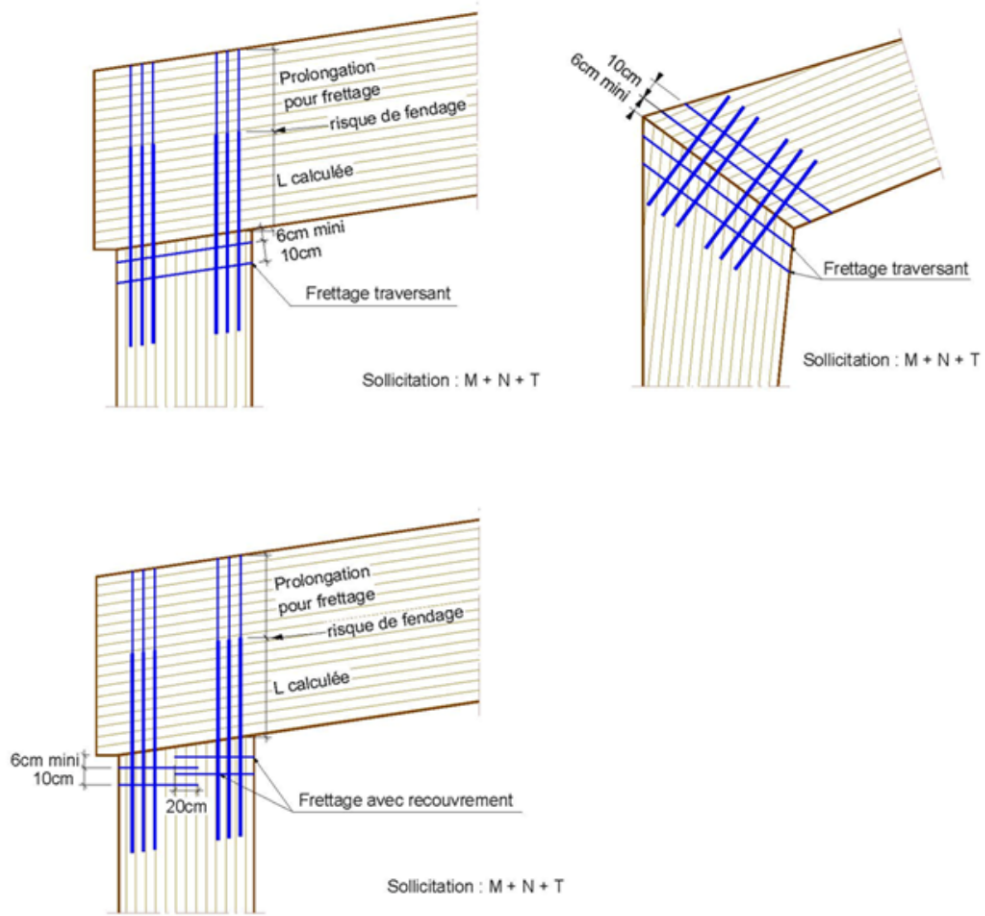 Prolongation
pour frettage
risque de fendage
L calculée
6cm mini
10cm
Frettage traversant
Sollicitation : M + N + T
10cm
6cm mini
Frettage traversant
Sollicitation : M + N + T
Prolongation
pour frettage
risque de fendage
L calculée
6cm mini
10cm
20cm
Frettage avec recouvrement
Sollicitation : M + N + T